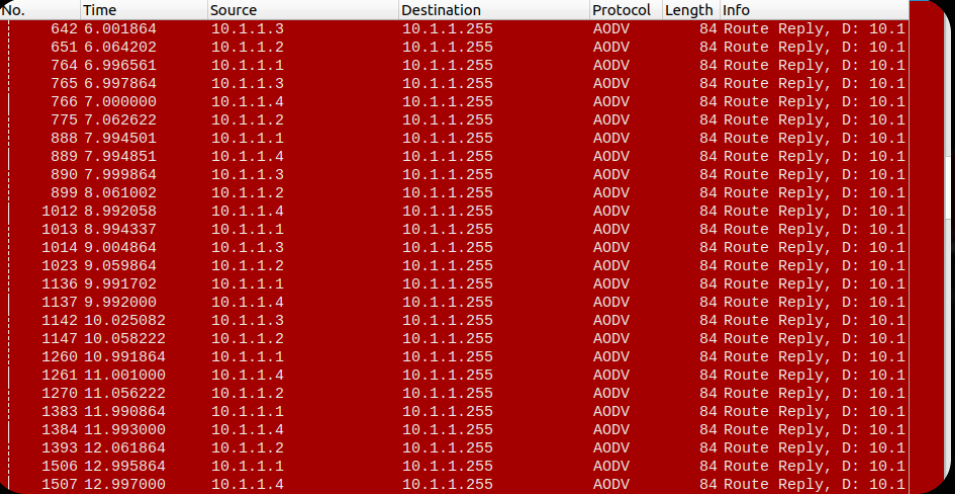 No. Time Source Destination Protocol Length Info
642 6.001864 10.1.1.3 10.1.1.255 AODV 84 Route Reply, D: 10.1
651 6.064202 10.1.1.2 10.1.1.255 AODV 84 Route Reply, D: 10.1
764 6.996561 10.1.1.1 10.1.1.255 AODV 84 Route Reply, D: 10.1
765 6.997864 10.1.1.3 10.1.1.255 AODV 84 Route Reply, D: 10.1
766 7.000000 10.1.1.4 10.1.1.255 AODV 84 Route Reply, D: 10.1
775 7.062622 10.1.1.2 10.1.1.255 AODV 84 Route Reply, D: 10.1
888 7.994501 10.1.1.1 10.1.1.255 AODV 84 Route Reply, D: 10.1
889 7.994851 10.1.1.4 10.1.1.255 AODV 84 Route Reply, D: 10.1
890 7.999864 10.1.1.3 10.1.1.255 AODV 84 Route Reply, D: 10.1
899 8.061002 10.1.1.2 10.1.1.255 AODV 84 Route Reply, D: 10.1
1012 8.992058 10.1.1.4 10.1.1.255 AODV 84 Route Reply, D: 10.1
1013 8.994337 10.1.1.1 10.1.1.255 AODV 84 Route Reply, D: 10.1
1014 9.004864 10.1.1.3 10.1.1.255 AODV 84 Route Reply, D: 10.1
1023 9.059864 10.1.1.2 10.1.1.255 AODV 84 Route Reply, D: 10.1
1136 9.991702 10.1.1.1 10.1.1.255 AODV 84 Route Reply, D: 10.1
1137 9.992000 10.1.1.4 10.1.1.255 AODV 84 Route Reply, D: 10.1
1142 10.025082 10.1.1.3 10.1.1.255 AODV 84 Route Reply, D: 10.1
1147 10.058222 10.1.1.2 10.1.1.255 AODV 84 Route Reply, D: 10.1
1260 10.991864 10.1.1.1 10.1.1.255 AODV 84 Route Reply, D: 10.1
1261 11.001000 10.1.1.4 10.1.1.255 AODV 84 Route Reply, D: 10.1
1270 11.056222 10.1.1.2 10.1.1.255 AODV 84 Route Reply, D: 10.1
1383 11.990864 10.1.1.1 10.1.1.255 AODV 84 Route Reply, D: 10.1
1384 11.993000 10.1.1.4 10.1.1.255 AODV 84 Route Reply, D: 10.1
1393 12.061864 10.1.1.2 10.1.1.255 AODV 84 Route Reply, D: 10.1
1506 12.995864 10.1.1.1 10.1.1.255 AODV 84 Route Reply, D: 10.1
1507 12.997000 10.1.1.4 10.1.1.255 AODV 84 Route Reply, D: 10.1